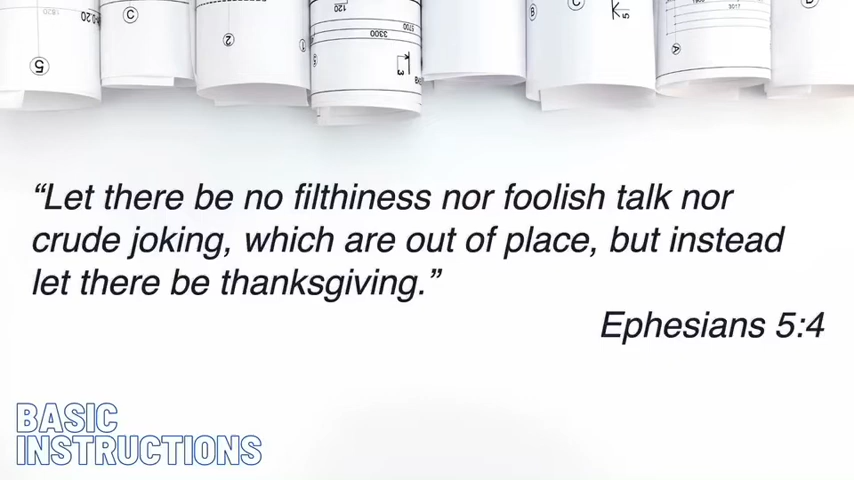 “Let there be no filthiness nor foolish talk nor
crude joking, which are out of place, but instead
let there be thanksgiving.”
Ephesians 5:4
BASIC
INSTRUCTIONS